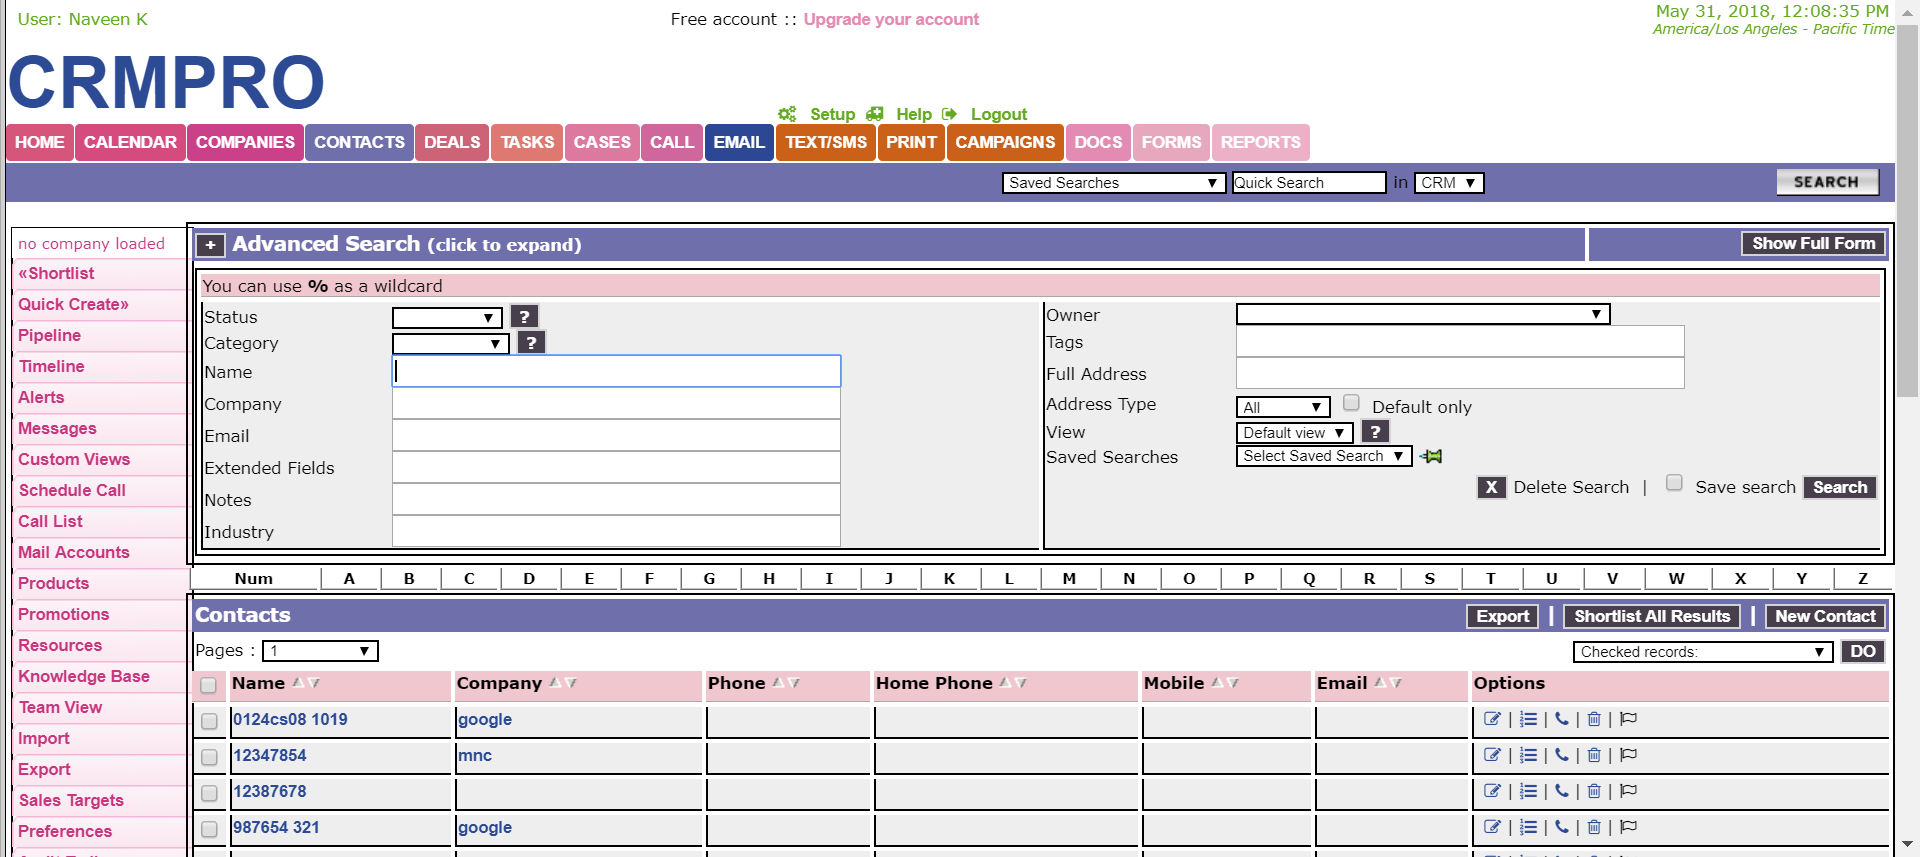 User: Naveen K
Free account :: Upgrade your account
May 31, 2018, 12:08:35 PM
America/Los Angeles - Pacific Time
CRMPRO
Setup Help Logout
HOME CALENDAR COMPANIES CONTACTS DEALS TASKS CASES CALL EMAIL TEXT/SMS PRINT CAMPAIGNS DOCS FORMS REPORTS
Saved Searches Quick Search in CRM SEARCH
no company loaded
«Shortlist
Quick Create»
Pipeline
Timeline
Alerts
Messages
Custom Views
Schedule Call
Call List
Mail Accounts
Products
Promotions
Resources
Knowledge Base
Team View
Import
Export
Sales Targets
Preferences
+ Advanced Search (click to expand) Show Full Form
You can use % as a wildcard
Status ?
Category ?
Name
Company
Email
Extended Fields
Notes
Industry
Owner
Tags
Full Address
Address Type All Default only
View Default view ?
Saved Searches Select Saved Search
X Delete Search | Save search Search
Num A B C D E F G H I J K L M N O P Q R S T U V W X Y Z
Contacts Export | Shortlist All Results | New Contact
Pages : 1 Checked records: DO
Name Company Phone Home Phone Mobile Email Options
0124cs08 1019 google | | | |
12347854 mnc | | | |
12387678 | | | |
987654 321 google | | | |